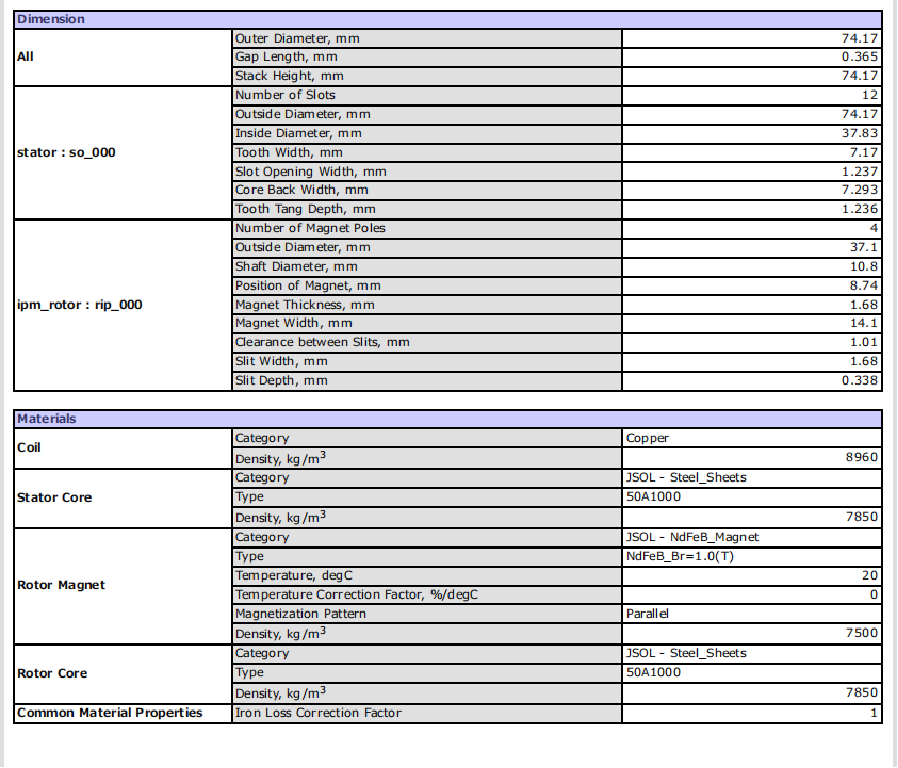 Dimension
All
Outer Diameter, mm 74.17
Gap Length, mm 0.365
Stack Height, mm 74.17
stator : so_000
Number of Slots 12
Outside Diameter, mm 74.17
Inside Diameter, mm 37.83
Tooth Width, mm 7.17
Slot Opening Width, mm 1.237
Core Back Width, mm 7.293
Tooth Tang Depth, mm 1.236
ipm_rotor : rip_000
Number of Magnet Poles 4
Outside Diameter, mm 37.1
Shaft Diameter, mm 10.8
Position of Magnet, mm 8.74
Magnet Thickness, mm 1.68
Magnet Width, mm 14.1
Clearance between Slits, mm 1.01
Slit Width, mm 1.68
Slit Depth, mm 0.338
Materials
Coil
Category Copper
Density, kg/m³ 8960
Stator Core
Category JSOL - Steel_Sheets
Type 50A1000
Density, kg/m³ 7850
Rotor Magnet
Category JSOL - NdFeB_Magnet
Type NdFeB_Br=1.0(T)
Temperature, degC 20
Temperature Correction Factor, %/degC 0
Magnetization Pattern Parallel
Density, kg/m³ 7500
Rotor Core
Category JSOL - Steel_Sheets
Type 50A1000
Density, kg/m³ 7850
Common Material Properties Iron Loss Correction Factor 1